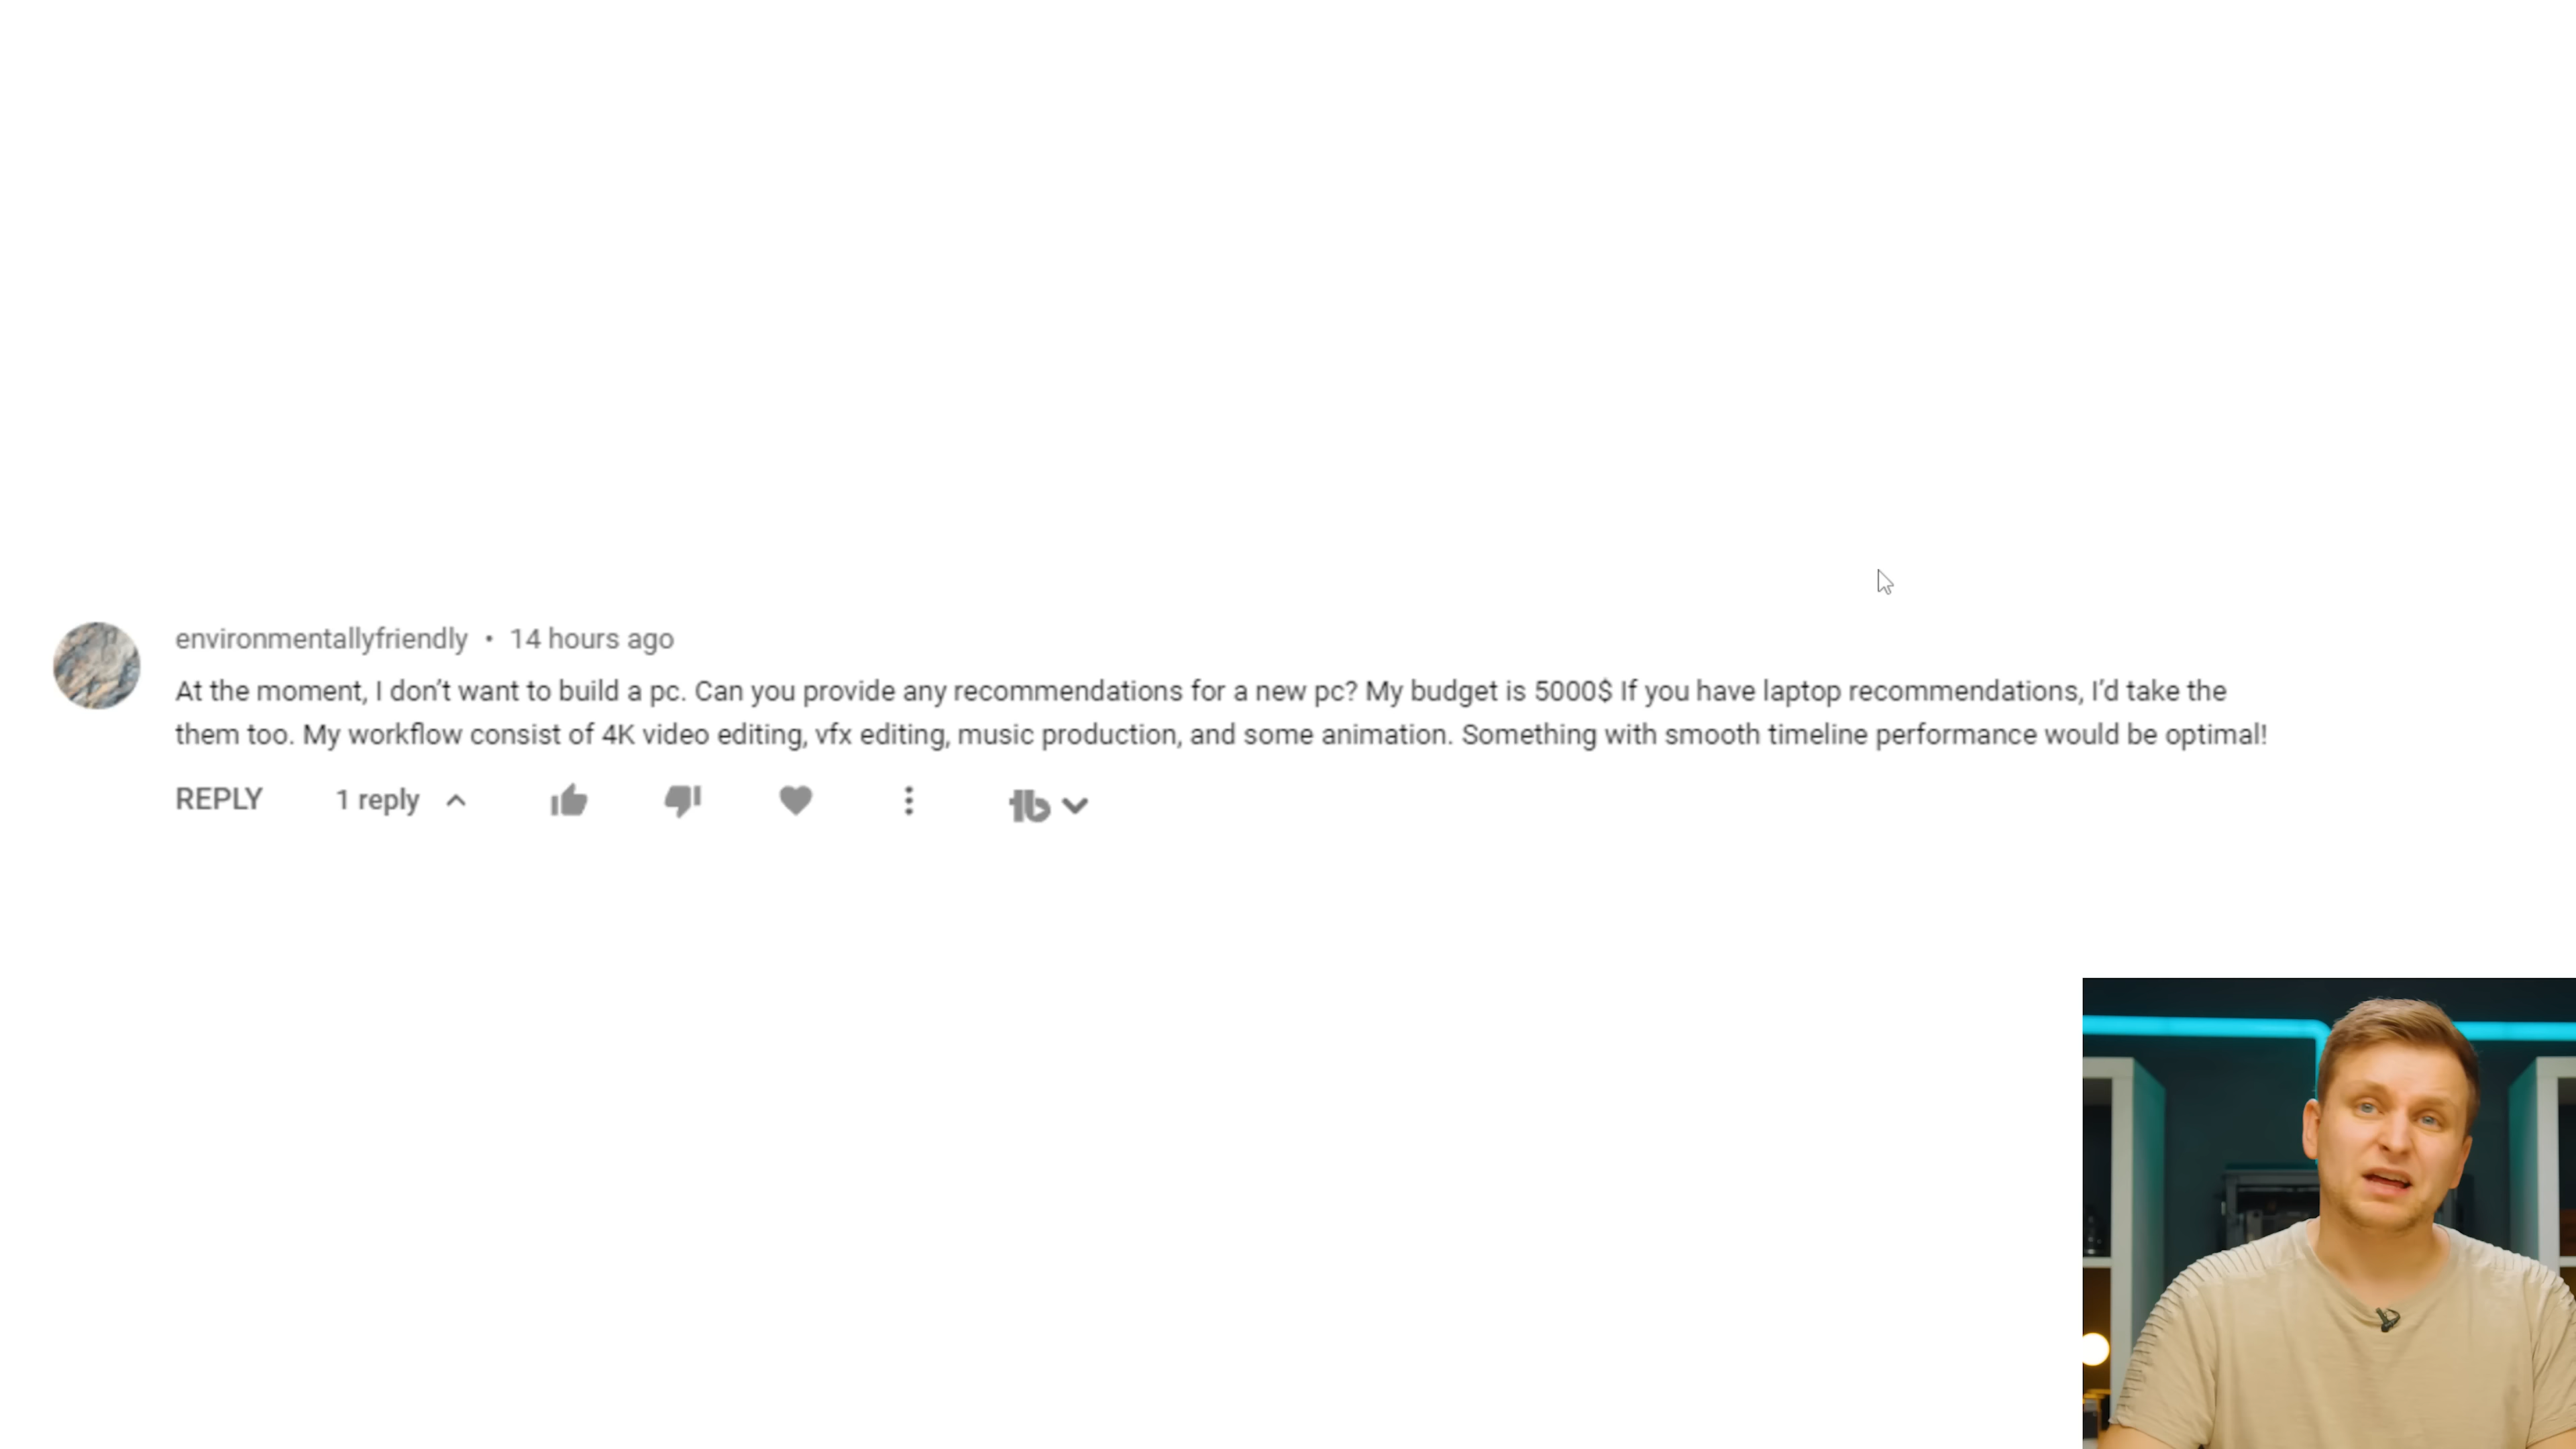 environmentallyfriendly • 14 hours ago
At the moment, I don’t want to build a pc. Can you provide any recommendations for a new pc? My budget is 5000$ If you have laptop recommendations, I’d take the
them too. My workflow consist of 4K video editing, vfx editing, music production, and some animation. Something with smooth timeline performance would be optimal!
REPLY 1 reply